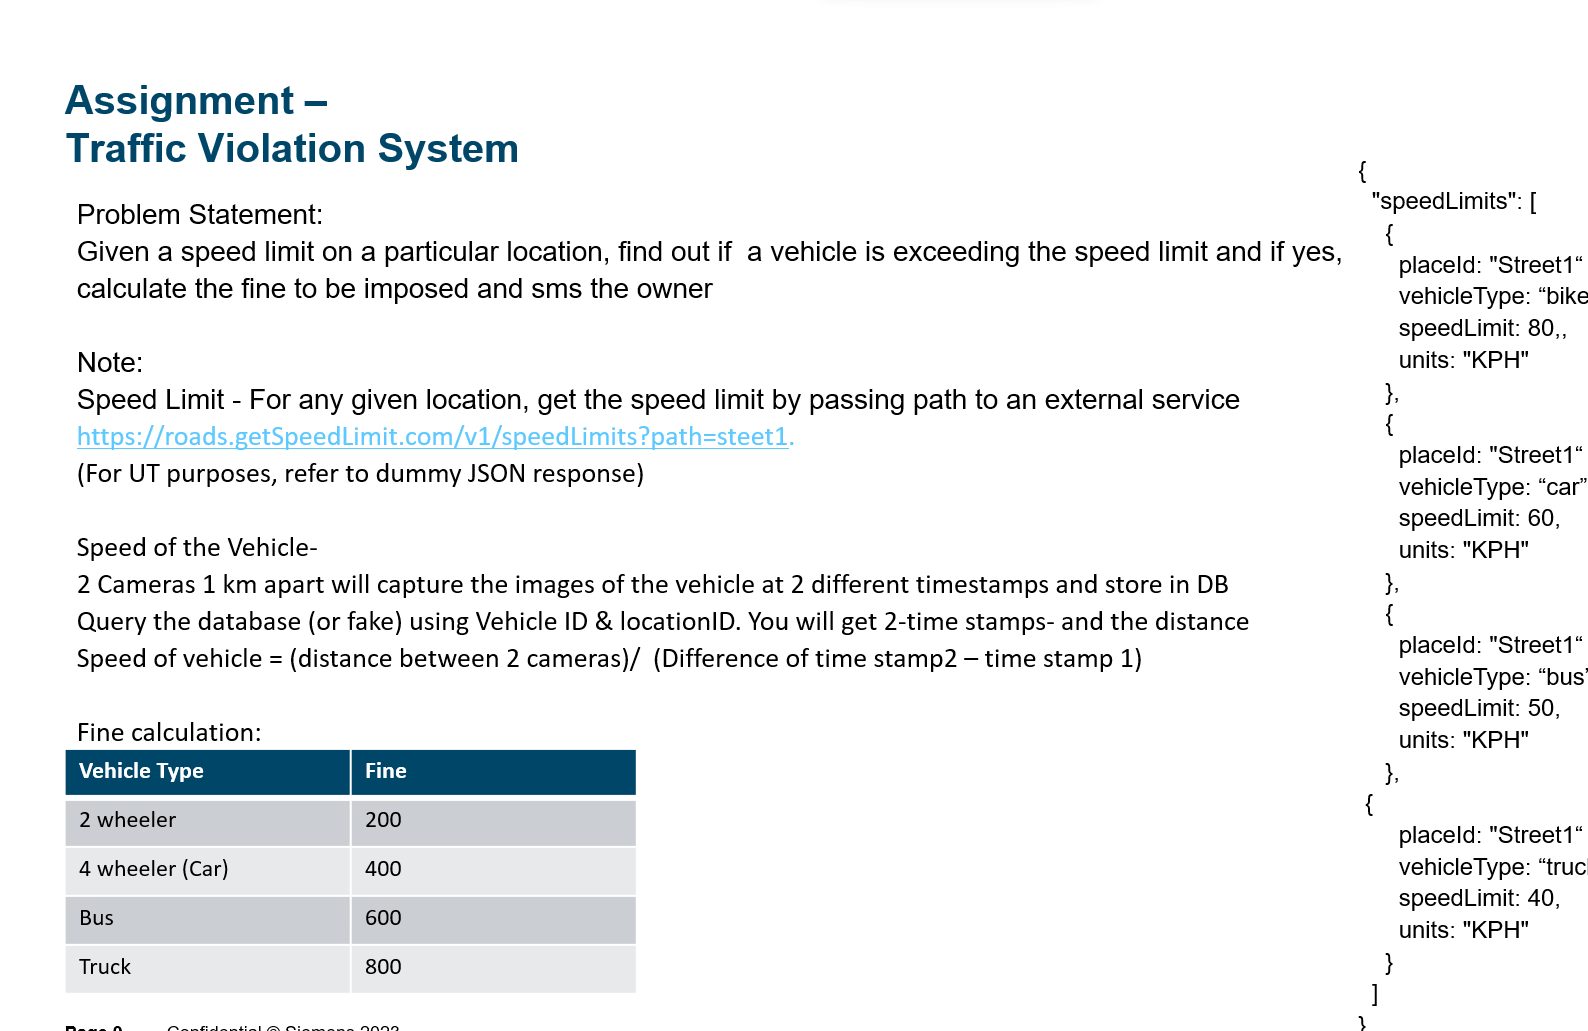 Assignment –
Traffic Violation System
Problem Statement:
Given a speed limit on a particular location, find out if  a vehicle is exceeding the speed limit and if yes,
calculate the fine to be imposed and sms the owner
Note:
Speed Limit - For any given location, get the speed limit by passing path to an external service
https://roads.getSpeedLimit.com/v1/speedLimits?path=steet1.
(For UT purposes, refer to dummy JSON response)
Speed of the Vehicle-
2 Cameras 1 km apart will capture the images of the vehicle at 2 different timestamps and store in DB
Query the database (or fake) using Vehicle ID & locationID. You will get 2-time stamps- and the distance
Speed of vehicle = (distance between 2 cameras)/  (Difference of time stamp2 – time stamp 1)
Fine calculation:
Vehicle Type Fine
2 wheeler 200
4 wheeler (Car) 400
Bus 600
Truck 800
Page 9 Confidential © Siemens 2023
{
"speedLimits": [
{
placeId: "Street1“
vehicleType: “bike
speedLimit: 80,,
units: "KPH"
},
{
placeId: "Street1“
vehicleType: “car”
speedLimit: 60,
units: "KPH"
},
{
placeId: "Street1“
vehicleType: “bus”
speedLimit: 50,
units: "KPH"
},
{
placeId: "Street1“
vehicleType: “truck
speedLimit: 40,
units: "KPH"
}
]
}